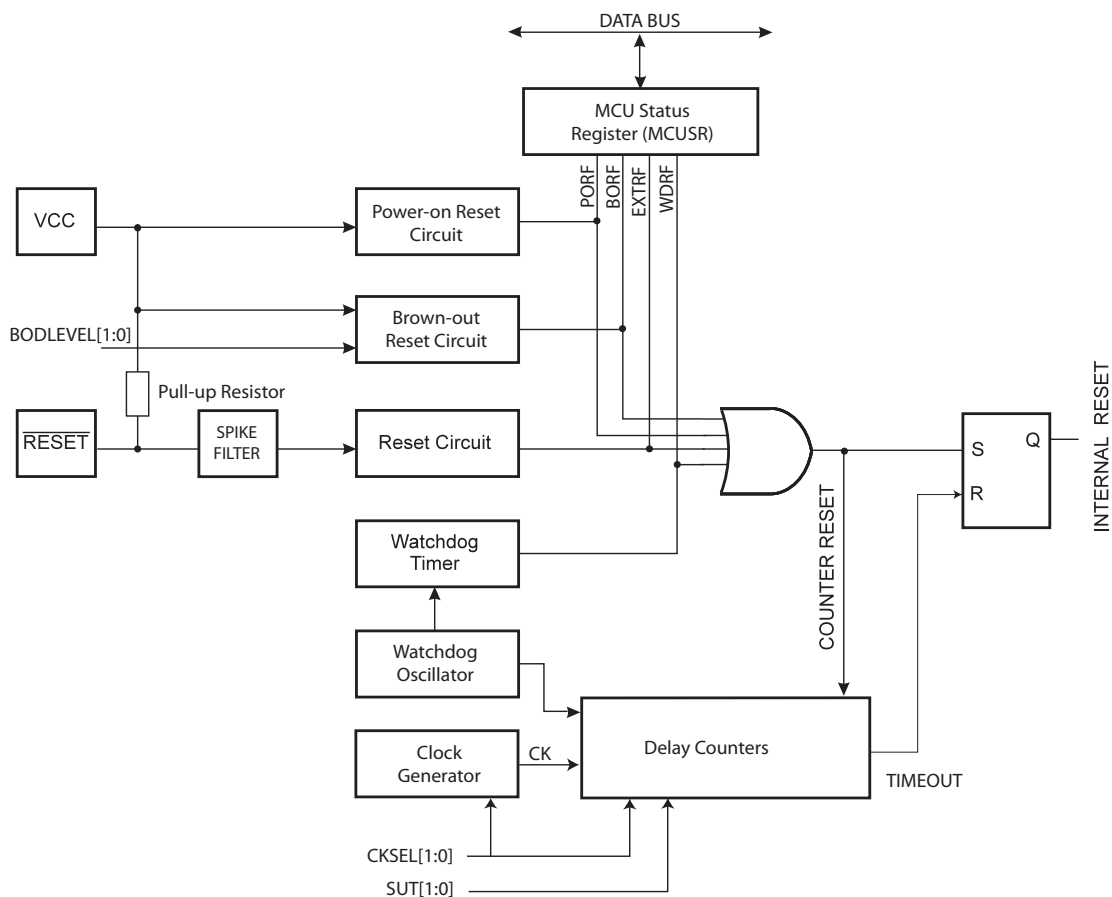 DATA BUS
MCU Status
Register (MCUSR)
PORF
BORF
EXTRF
WDRF
VCC
Power-on Reset
Circuit
BODLEVEL[1:0]
Brown-out
Reset Circuit
Pull-up Resistor
RESET
SPIKE
FILTER
Reset Circuit
S
Q
R
INTERNAL RESET
Watchdog
Timer
COUNTER RESET
Watchdog
Oscillator
Clock
Generator
CK
Delay Counters
TIMEOUT
CKSEL[1:0]
SUT[1:0]